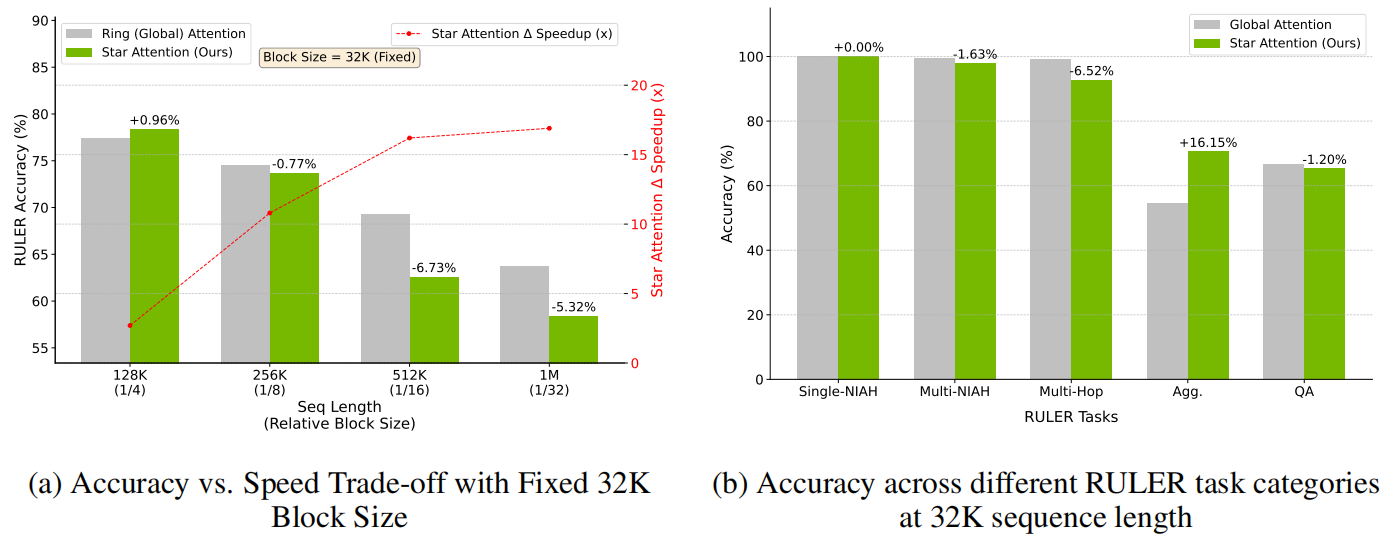 Ring (Global) Attention
Star Attention (Ours)
Star Attention Δ Speedup (x)
Block Size = 32K (Fixed)
RULER Accuracy (%)
90
85
80
75
70
65
60
55
+0.96%
-0.77%
-6.73%
-5.32%
20
15
10
5
0
Star Attention Δ Speedup (x)
128K
(1/4)
256K
(1/8)
512K
(1/16)
1M
(1/32)
Seq Length
(Relative Block Size)
(a) Accuracy vs. Speed Trade-off with Fixed 32K
Block Size
Global Attention
Star Attention (Ours)
Accuracy (%)
100
80
60
40
20
0
+0.00%
-1.63%
-6.52%
+16.15%
-1.20%
Single-NIAH
Multi-NIAH
Multi-Hop
Agg.
QA
RULER Tasks
(b) Accuracy across different RULER task categories
at 32K sequence length